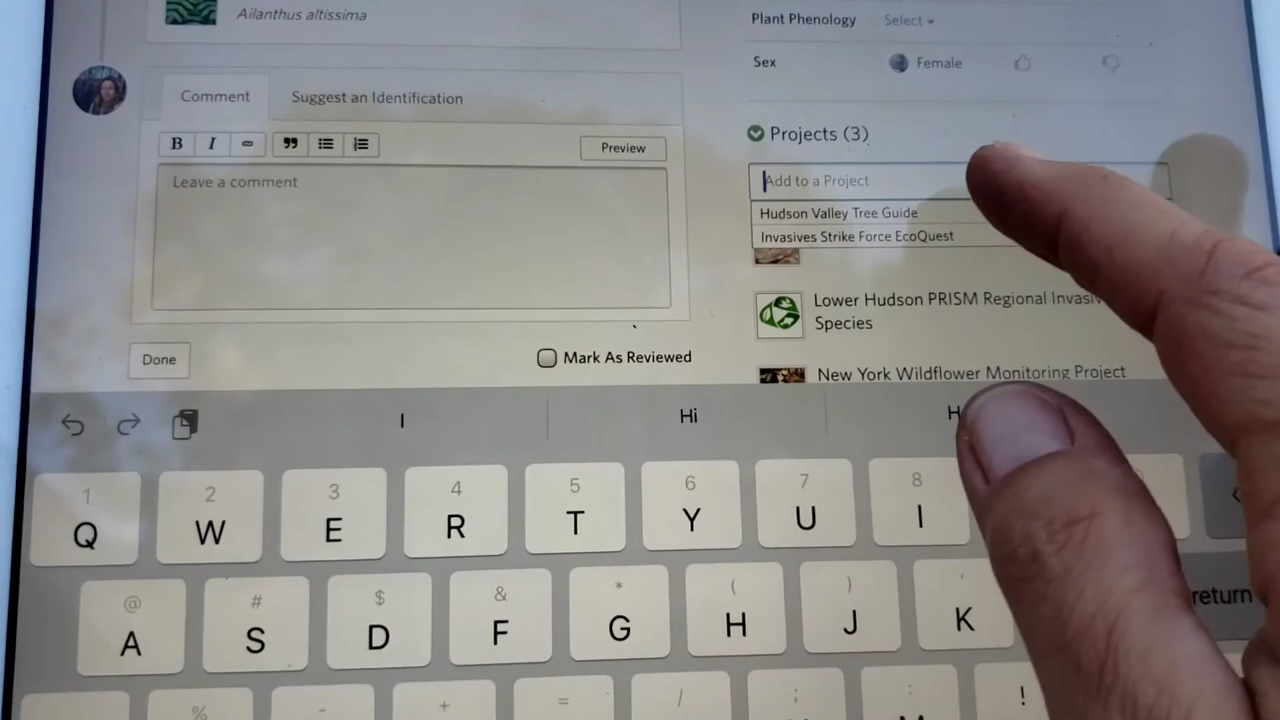 Ailanthus altissima
Comment
Suggest an Identification
B I
Preview
Leave a comment
Done
Mark As Reviewed
Plant Phenology Select
Sex Female
Projects (3)
Add to a Project
Hudson Valley Tree Guide
Invasives Strike Force EcoQuest
Lower Hudson PRISM Regional
Species
New York Wildflower Monitoring Project
I Hi
1 2 3 4 5 6 7 8
Q W E R T Y U I
@ # $ & * ( ) '
A S D F G H J K
return
% - + = / ; : !